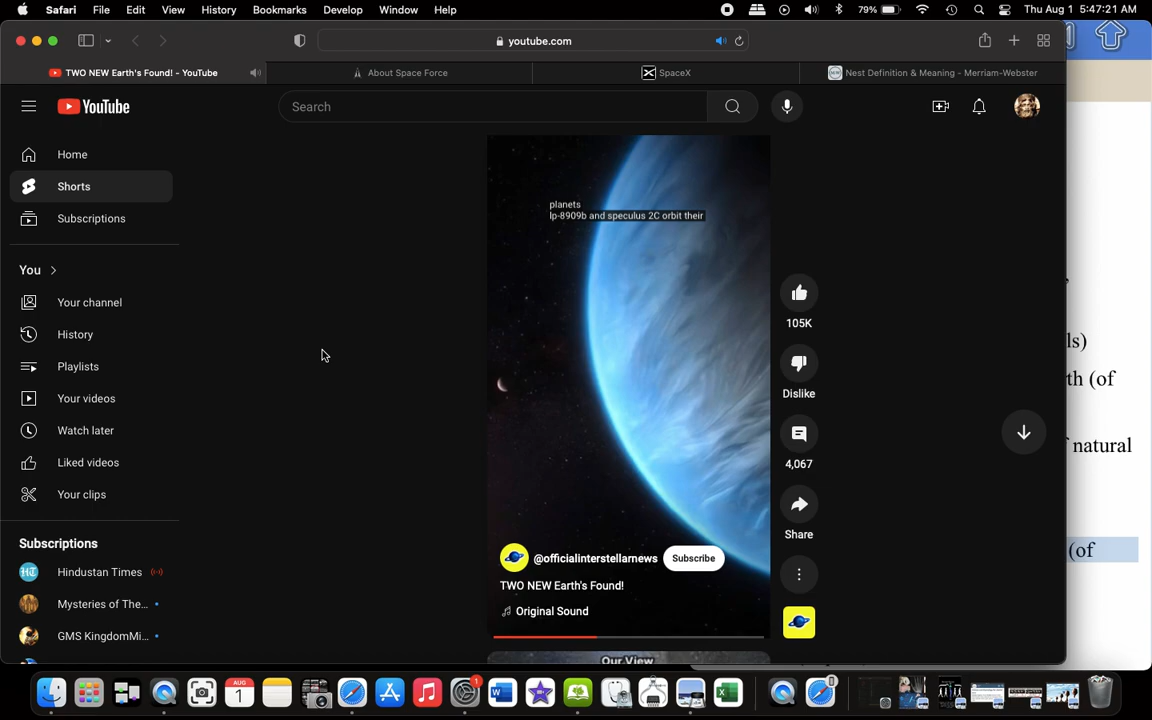 Safari File Edit View History Bookmarks Develop Window Help 79% Thu Aug 1 5:47:21 AM
youtube.com
TWO NEW Earth's Found! - YouTube About Space Force SpaceX Nest Definition & Meaning - Merriam-Webster
YouTube Search
Home
Shorts
Subscriptions
You
Your channel
History
Playlists
Your videos
Watch later
Liked videos
Your clips
Subscriptions
Hindustan Times
Mysteries of The...
GMS KingdomMi...
planets
lp-8909b and speculus 2C orbit their
105K
Dislike
4,067
Share
@officialinterstellarnews Subscribe
TWO NEW Earth's Found!
Original Sound
Our View
ls)
th (of
natural
(of
AUG
1
1